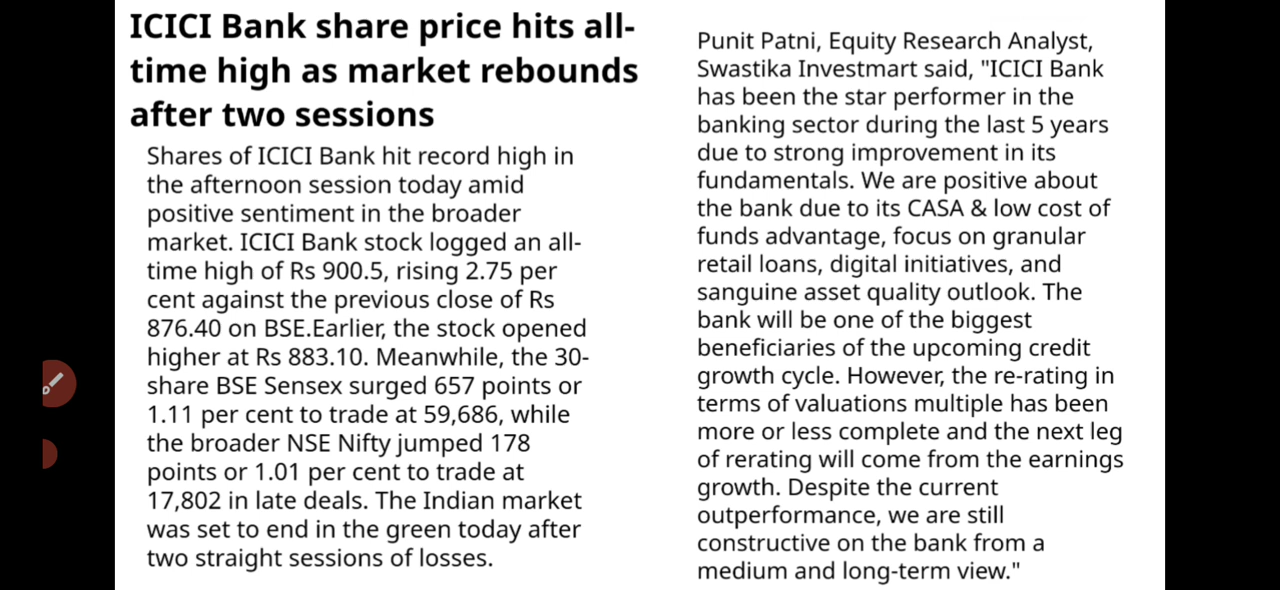 ICICI Bank share price hits all-
time high as market rebounds
after two sessions
Shares of ICICI Bank hit record high in
the afternoon session today amid
positive sentiment in the broader
market. ICICI Bank stock logged an all-
time high of Rs 900.5, rising 2.75 per
cent against the previous close of Rs
876.40 on BSE.Earlier, the stock opened
higher at Rs 883.10. Meanwhile, the 30-
share BSE Sensex surged 657 points or
1.11 per cent to trade at 59,686, while
the broader NSE Nifty jumped 178
points or 1.01 per cent to trade at
17,802 in late deals. The Indian market
was set to end in the green today after
two straight sessions of losses.
Punit Patni, Equity Research Analyst,
Swastika Investmart said, "ICICI Bank
has been the star performer in the
banking sector during the last 5 years
due to strong improvement in its
fundamentals. We are positive about
the bank due to its CASA & low cost of
funds advantage, focus on granular
retail loans, digital initiatives, and
sanguine asset quality outlook. The
bank will be one of the biggest
beneficiaries of the upcoming credit
growth cycle. However, the re-rating in
terms of valuations multiple has been
more or less complete and the next leg
of rerating will come from the earnings
growth. Despite the current
outperformance, we are still
constructive on the bank from a
medium and long-term view."